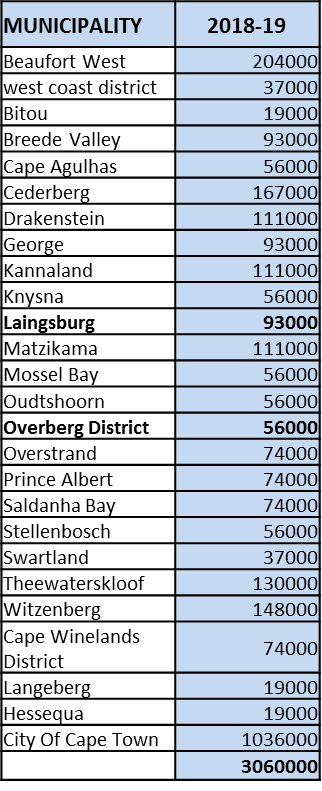 MUNICIPALITY 2018-19
Beaufort West 204000
west coast district 37000
Bitou 19000
Breede Valley 93000
Cape Agulhas 56000
Cederberg 167000
Drakenstein 111000
George 93000
Kannaland 111000
Knysna 56000
Laingsburg 93000
Matzikama 111000
Mossel Bay 56000
Oudtshoorn 56000
Overberg District 56000
Overstrand 74000
Prince Albert 74000
Saldanha Bay 74000
Stellenbosch 56000
Swartland 37000
Theewaterskloof 130000
Witzenberg 148000
Cape Winelands
District 74000
Langeberg 19000
Hessequa 19000
City Of Cape Town 1036000
3060000